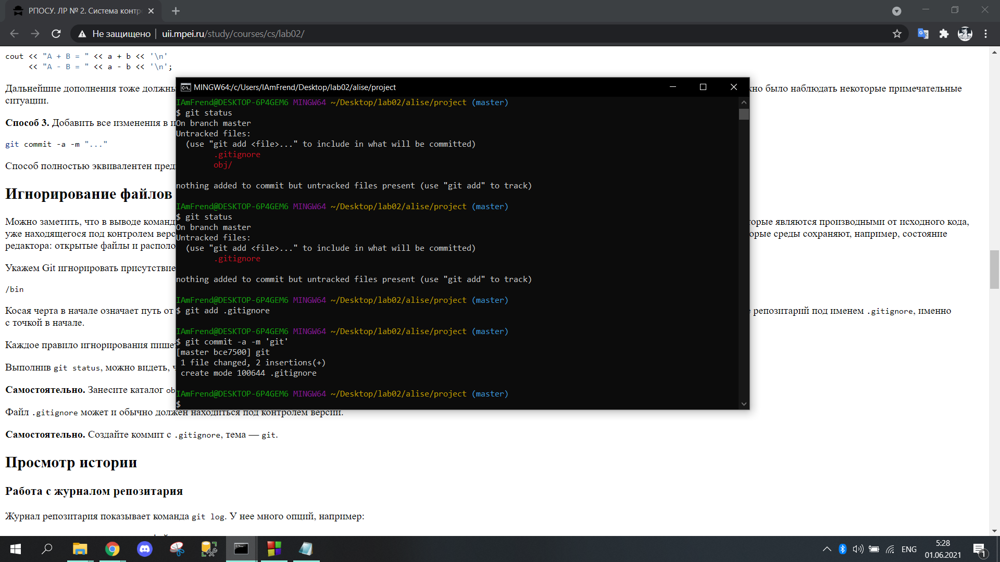 РПОСУ. ЛР № 2. Система контр
Не защищено | uii.mpei.ru/study/courses/cs/lab02/
cout << "A + B = " << a + b << '\n'
<< "A - B = " << a - b << '\n';
Дальнейшие дополнения тоже должны
но было наблюдать некоторые примечательные
ситуации.
Способ 3. Добавить все изменения в и
git commit -a -m "..."
Способ полностью эквивалентен пред
Игнорирование файлов
Можно заметить, что в выводе команд
орые являются производными от исходного кода,
уже находящегося под контролем верс
орые среды сохраняют, например, состояние
редактора: открытые файлы и располо
Укажем Git игнорировать присутствие
/bin
Косая черта в начале означает путь от
репозитарий под именем .gitignore, именно
с точкой в начале.
Каждое правило игнорирования пишет
Выполнив git status, можно видеть, ч
Самостоятельно. Занесите каталог ob
Файл .gitignore может и обычно должен находиться под контролем версий.
Самостоятельно. Создайте коммит с .gitignore, тема — git.
Просмотр истории
Работа с журналом репозитария
Журнал репозитария показывает команда git log. У нее много опций, например:
MINGW64:/c/Users/IAmFrend/Desktop/lab02/alise/project
IAmFrend@DESKTOP-6P4GEM6 MINGW64 ~/Desktop/lab02/alise/project (master)
$ git status
On branch master
Untracked files:
(use "git add <file>..." to include in what will be committed)
.gitignore
obj/
nothing added to commit but untracked files present (use "git add" to track)
IAmFrend@DESKTOP-6P4GEM6 MINGW64 ~/Desktop/lab02/alise/project (master)
$ git status
On branch master
Untracked files:
(use "git add <file>..." to include in what will be committed)
.gitignore
nothing added to commit but untracked files present (use "git add" to track)
IAmFrend@DESKTOP-6P4GEM6 MINGW64 ~/Desktop/lab02/alise/project (master)
$ git add .gitignore
IAmFrend@DESKTOP-6P4GEM6 MINGW64 ~/Desktop/lab02/alise/project (master)
$ git commit -a -m 'git'
[master bce7500] git
1 file changed, 2 insertions(+)
create mode 100644 .gitignore
IAmFrend@DESKTOP-6P4GEM6 MINGW64 ~/Desktop/lab02/alise/project (master)
$
ENG
5:28
01.06.2021
1